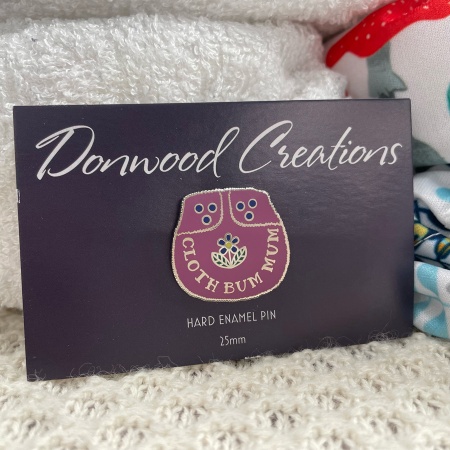 Donwood Creations
CLOTH BUM MUM
HARD ENAMEL PIN
25mm